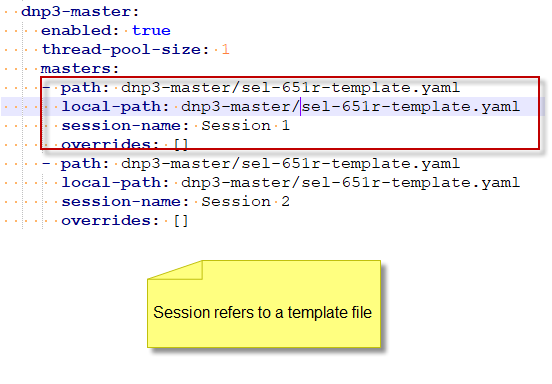 dnp3-master:
enabled: true
thread-pool-size: 1
masters:
- path: dnp3-master/sel-651r-template.yaml
local-path: dnp3-master/sel-651r-template.yaml
session-name: Session 1
overrides: []
- path: dnp3-master/sel-651r-template.yaml
local-path: dnp3-master/sel-651r-template.yaml
session-name: Session 2
overrides: []
Session refers to a template file